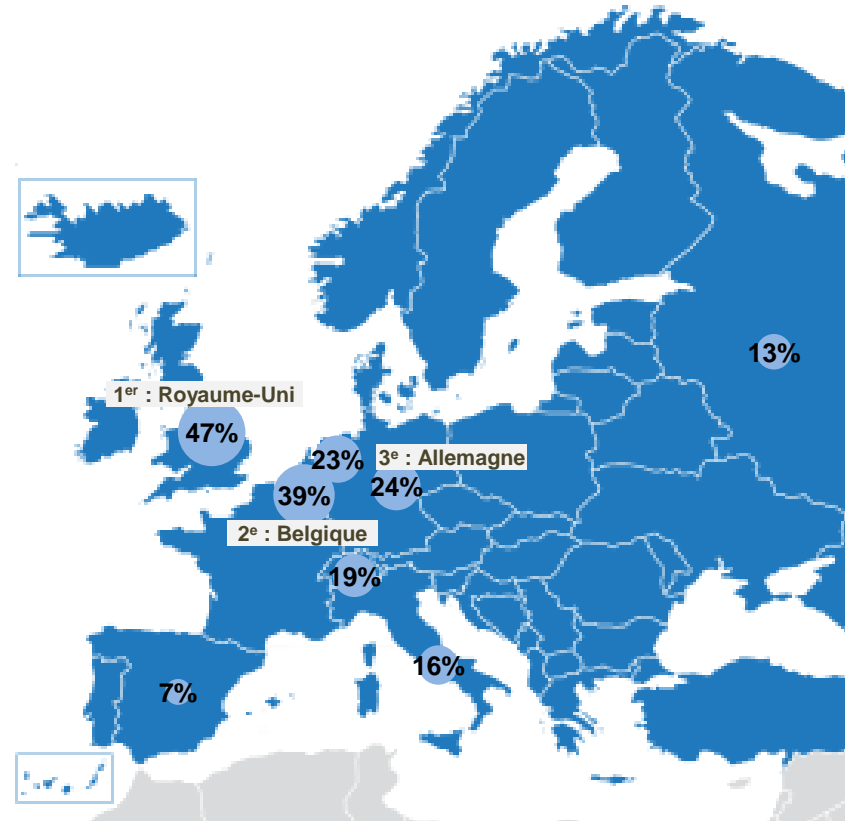 13%
1er : Royaume-Uni
47%
23%
3e : Allemagne
39%
24%
2e : Belgique
19%
16%
7%